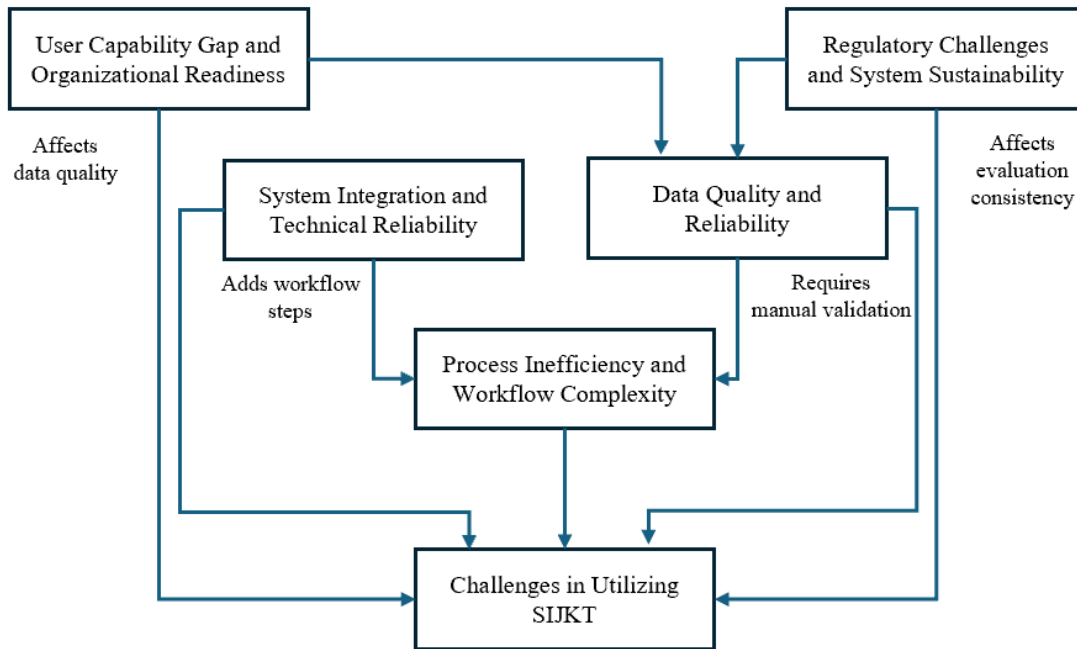 User Capability Gap and
Organizational Readiness
Regulatory Challenges
and System Sustainability
Affects
data quality
Affects
evaluation
consistency
System Integration and
Technical Reliability
Data Quality and
Reliability
Adds workflow
steps
Requires
manual validation
Process Inefficiency and
Workflow Complexity
Challenges in Utilizing
SIJKT